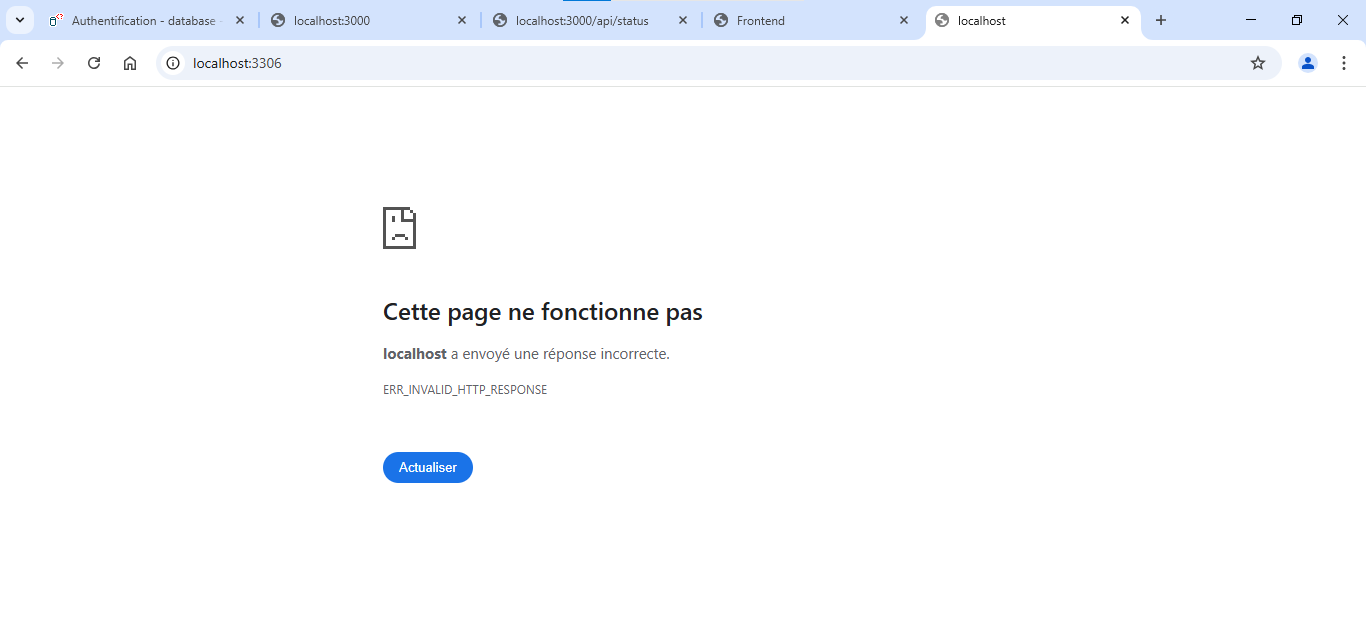 Authentification - database
localhost:3000
localhost:3000/api/status
Frontend
localhost
localhost:3306
Cette page ne fonctionne pas
localhost a envoyé une réponse incorrecte.
ERR_INVALID_HTTP_RESPONSE
Actualiser